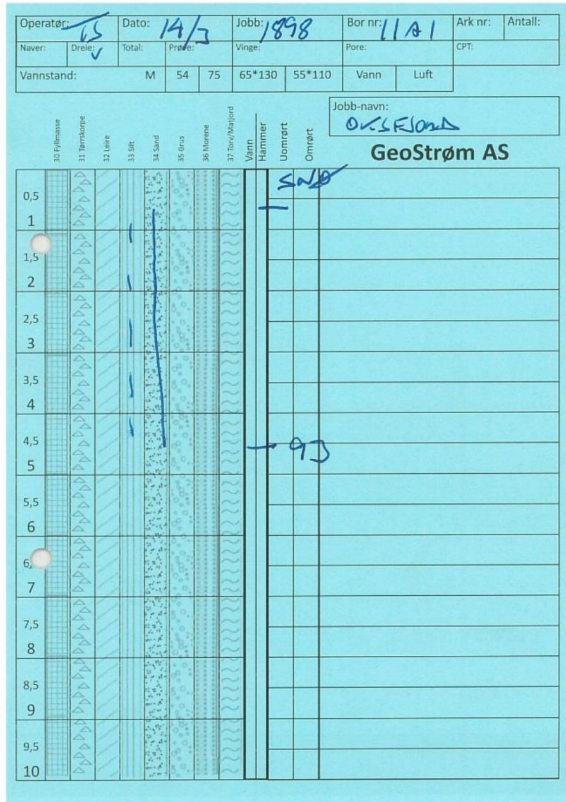 Operatør: TS Dato: 14/3 Jobb: 1898 Bor nr: 11A1 Ark nr: Antall:
Naver: Dreie: v Total: Prøve: Vinge: Pore: CPT:
Vannstand: M 54 75 65*130 55*110 Vann Luft
Jobb-navn:
OKSFJORD
GeoStrøm AS
30 Fyllmasse 31 Tørrskorpe 32 Leire 33 Silt 34 Sand 35 Grus 36 Morene 37 Torv/Matjord Vann Hammer Uomrørt Omrørt
SNØ
0,5
1
1,5
2
2,5
3
3,5
4
4,5 93
5
5,5
6
6,
7
7,5
8
8,5
9
9,5
10